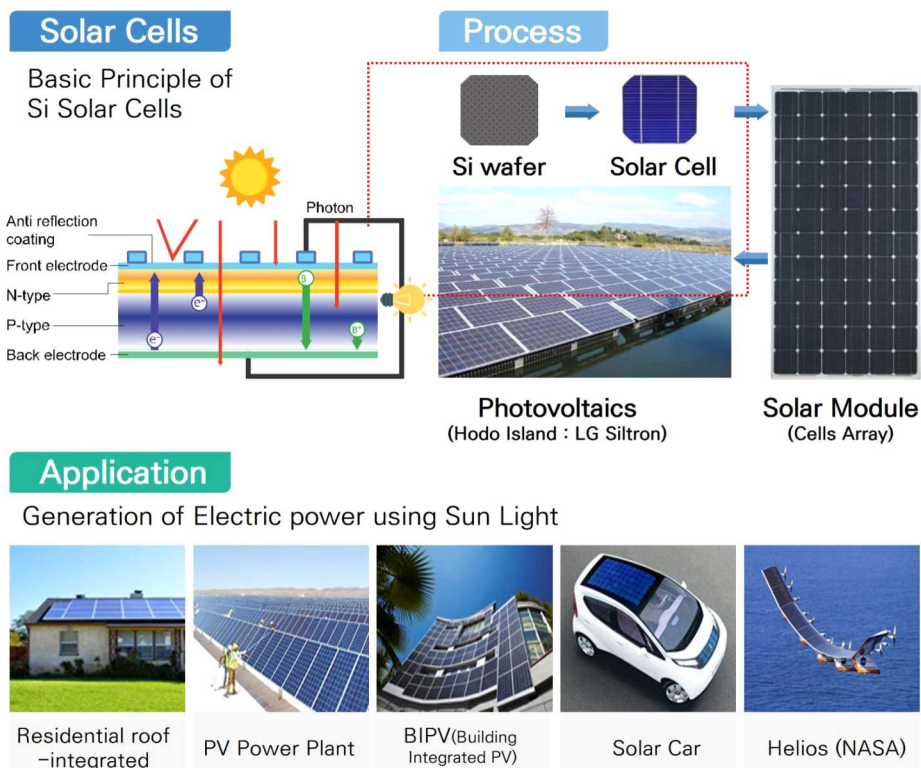 Solar Cells
Basic Principle of
Si Solar Cells
Photon
Anti reflection
coating
Front electrode
N-type
P-type
Back electrode
e⁻
e⁻
B⁺
Process
Si wafer
Solar Cell
Photovoltaics
(Hodo Island : LG Siltron)
Solar Module
(Cells Array)
Application
Generation of Electric power using Sun Light
Residential roof
-integrated
PV Power Plant
BIPV(Building
Integrated PV)
Solar Car
Helios (NASA)